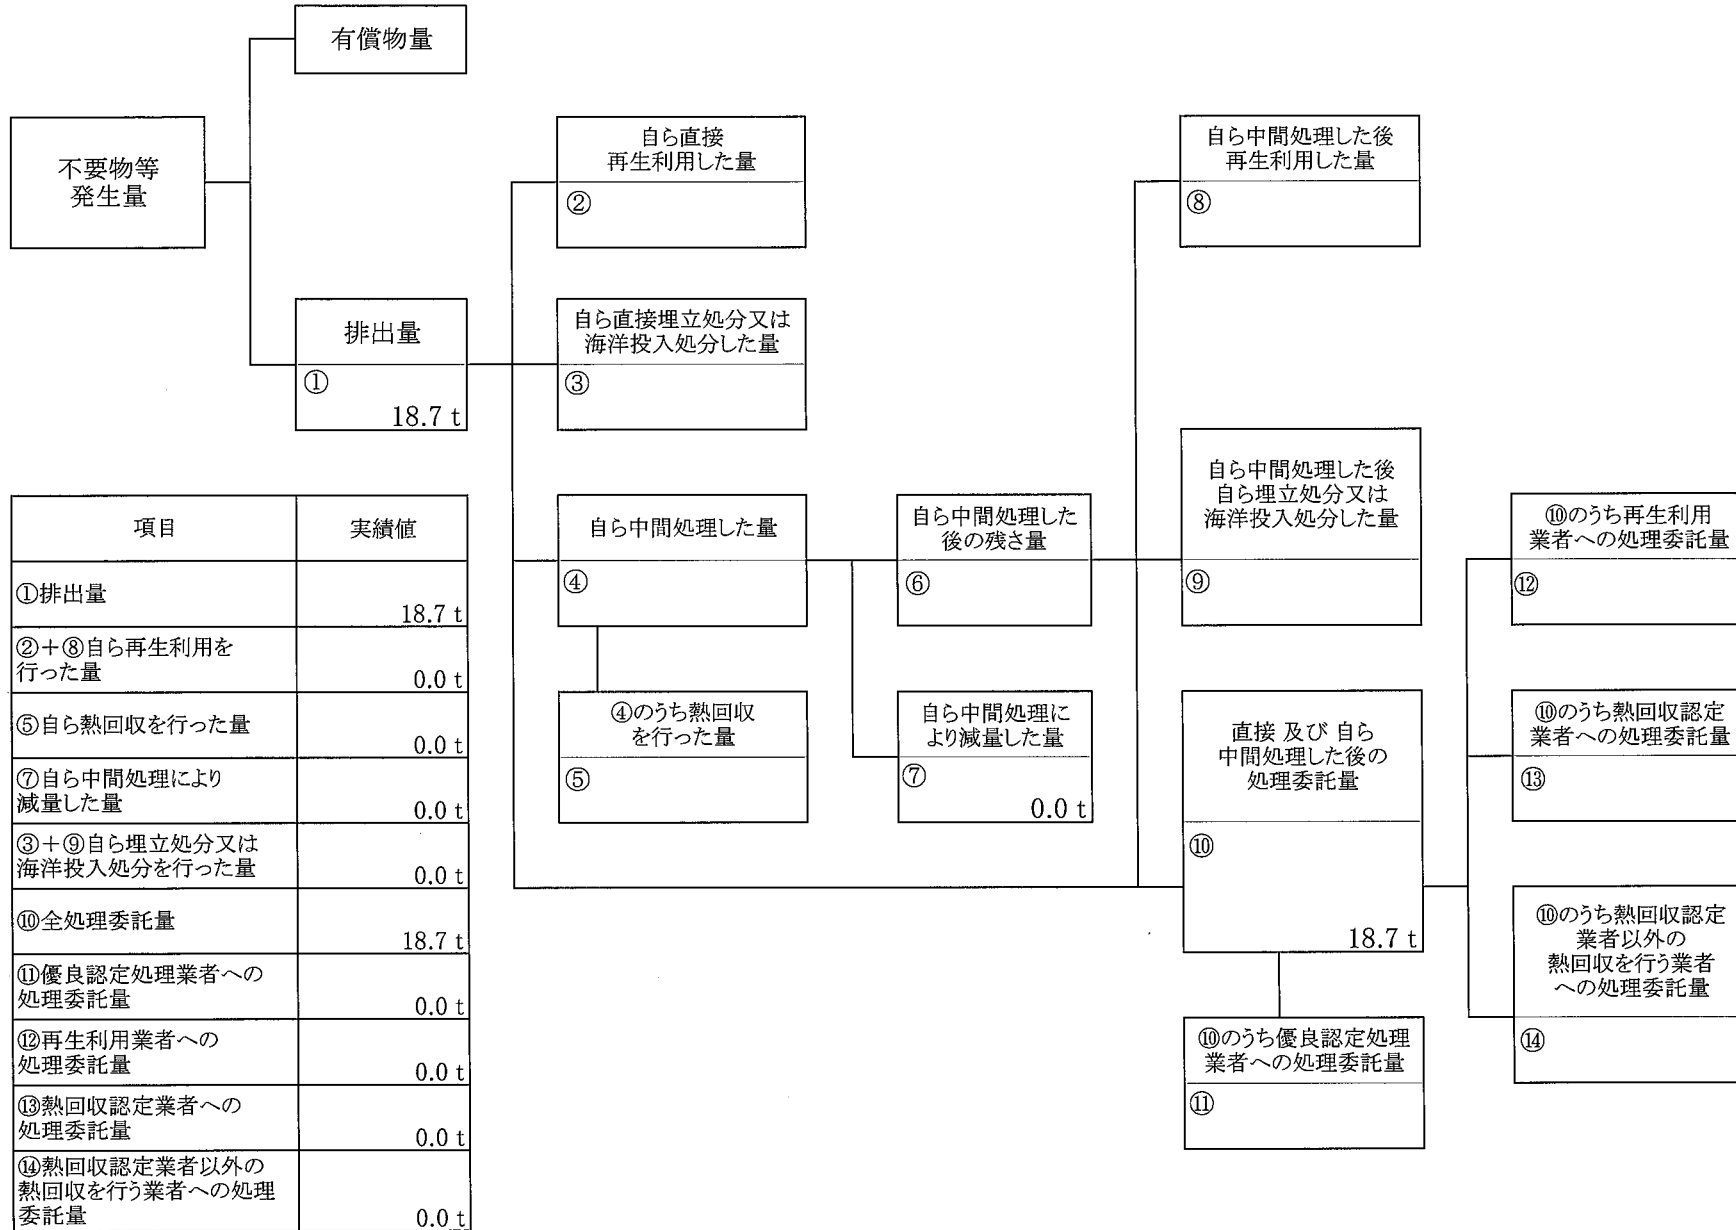 有償物量
不要物等
発生量
排出量
①
18.7 t
自ら直接
再生利用した量
②
自ら直接埋立処分又は
海洋投入処分した量
③
自ら中間処理した量
④
④のうち熱回収
を行った量
⑤
自ら中間処理した
後の残さ量
⑥
自ら中間処理に
より減量した量
⑦
0.0 t
自ら中間処理した後
再生利用した量
⑧
自ら中間処理した後
自ら埋立処分又は
海洋投入処分した量
⑨
直接 及び 自ら
中間処理した後の
処理委託量
⑩
18.7 t
⑩のうち優良認定処理
業者への処理委託量
⑪
⑩のうち再生利用
業者への処理委託量
⑫
⑩のうち熱回収認定
業者への処理委託量
⑬
⑩のうち熱回収認定
業者以外の
熱回収を行う業者
への処理委託量
⑭
項目 実績値
①排出量
18.7 t
②+⑧自ら再生利用を
行った量
0.0 t
⑤自ら熱回収を行った量
0.0 t
⑦自ら中間処理により
減量した量
0.0 t
③+⑨自ら埋立処分又は
海洋投入処分を行った量
0.0 t
⑩全処理委託量
18.7 t
⑪優良認定処理業者への
処理委託量
0.0 t
⑫再生利用業者への
処理委託量
0.0 t
⑬熱回収認定業者への
処理委託量
0.0 t
⑭熱回収認定業者以外の
熱回収を行う業者への処理
委託量
0.0 t